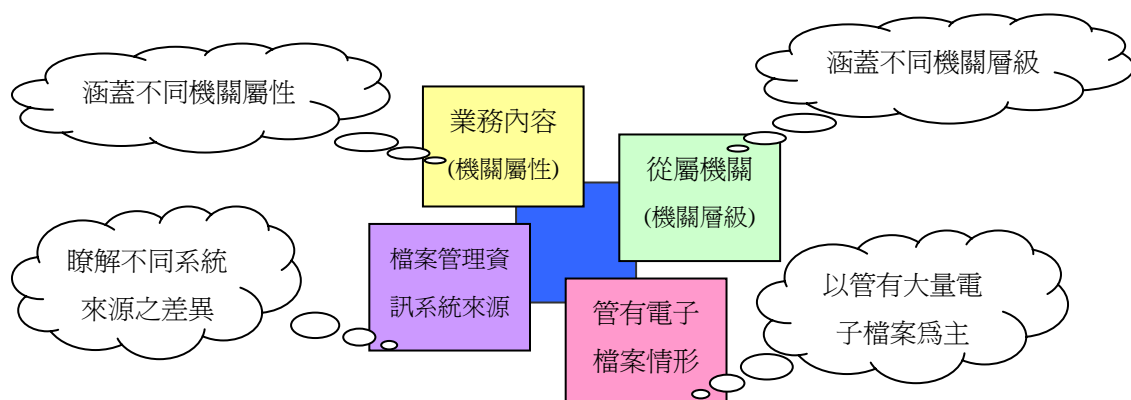 涵蓋不同機關屬性
涵蓋不同機關層級
業務內容
(機關屬性)
從屬機關
(機關層級)
瞭解不同系統
來源之差異
檔案管理資
訊系統來源
管有電子
檔案情形
以管有大量電
子檔案為主